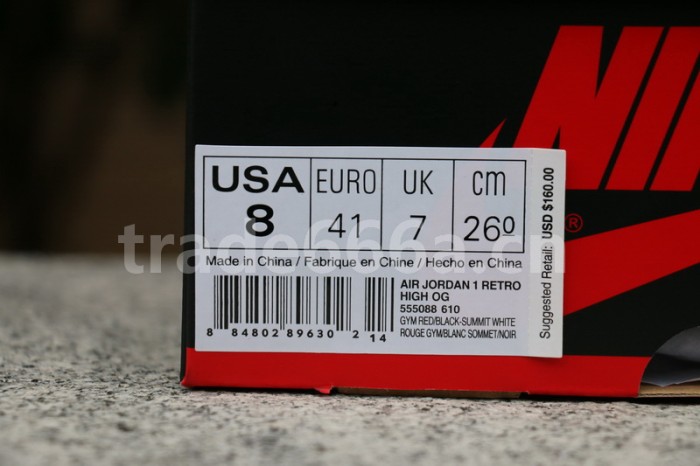 NIKE
®
USA EURO UK cm
8 41 7 26⁰
Made in China / Fabrique en Chine / Hecho en China
AIR JORDAN 1 RETRO
HIGH OG
555088 610
GYM RED/BLACK-SUMMIT WHITE
ROUGE GYM/BLANC SOMMET/NOIR
8 84802 89630 2 14
Suggested Retail: USD $160.00